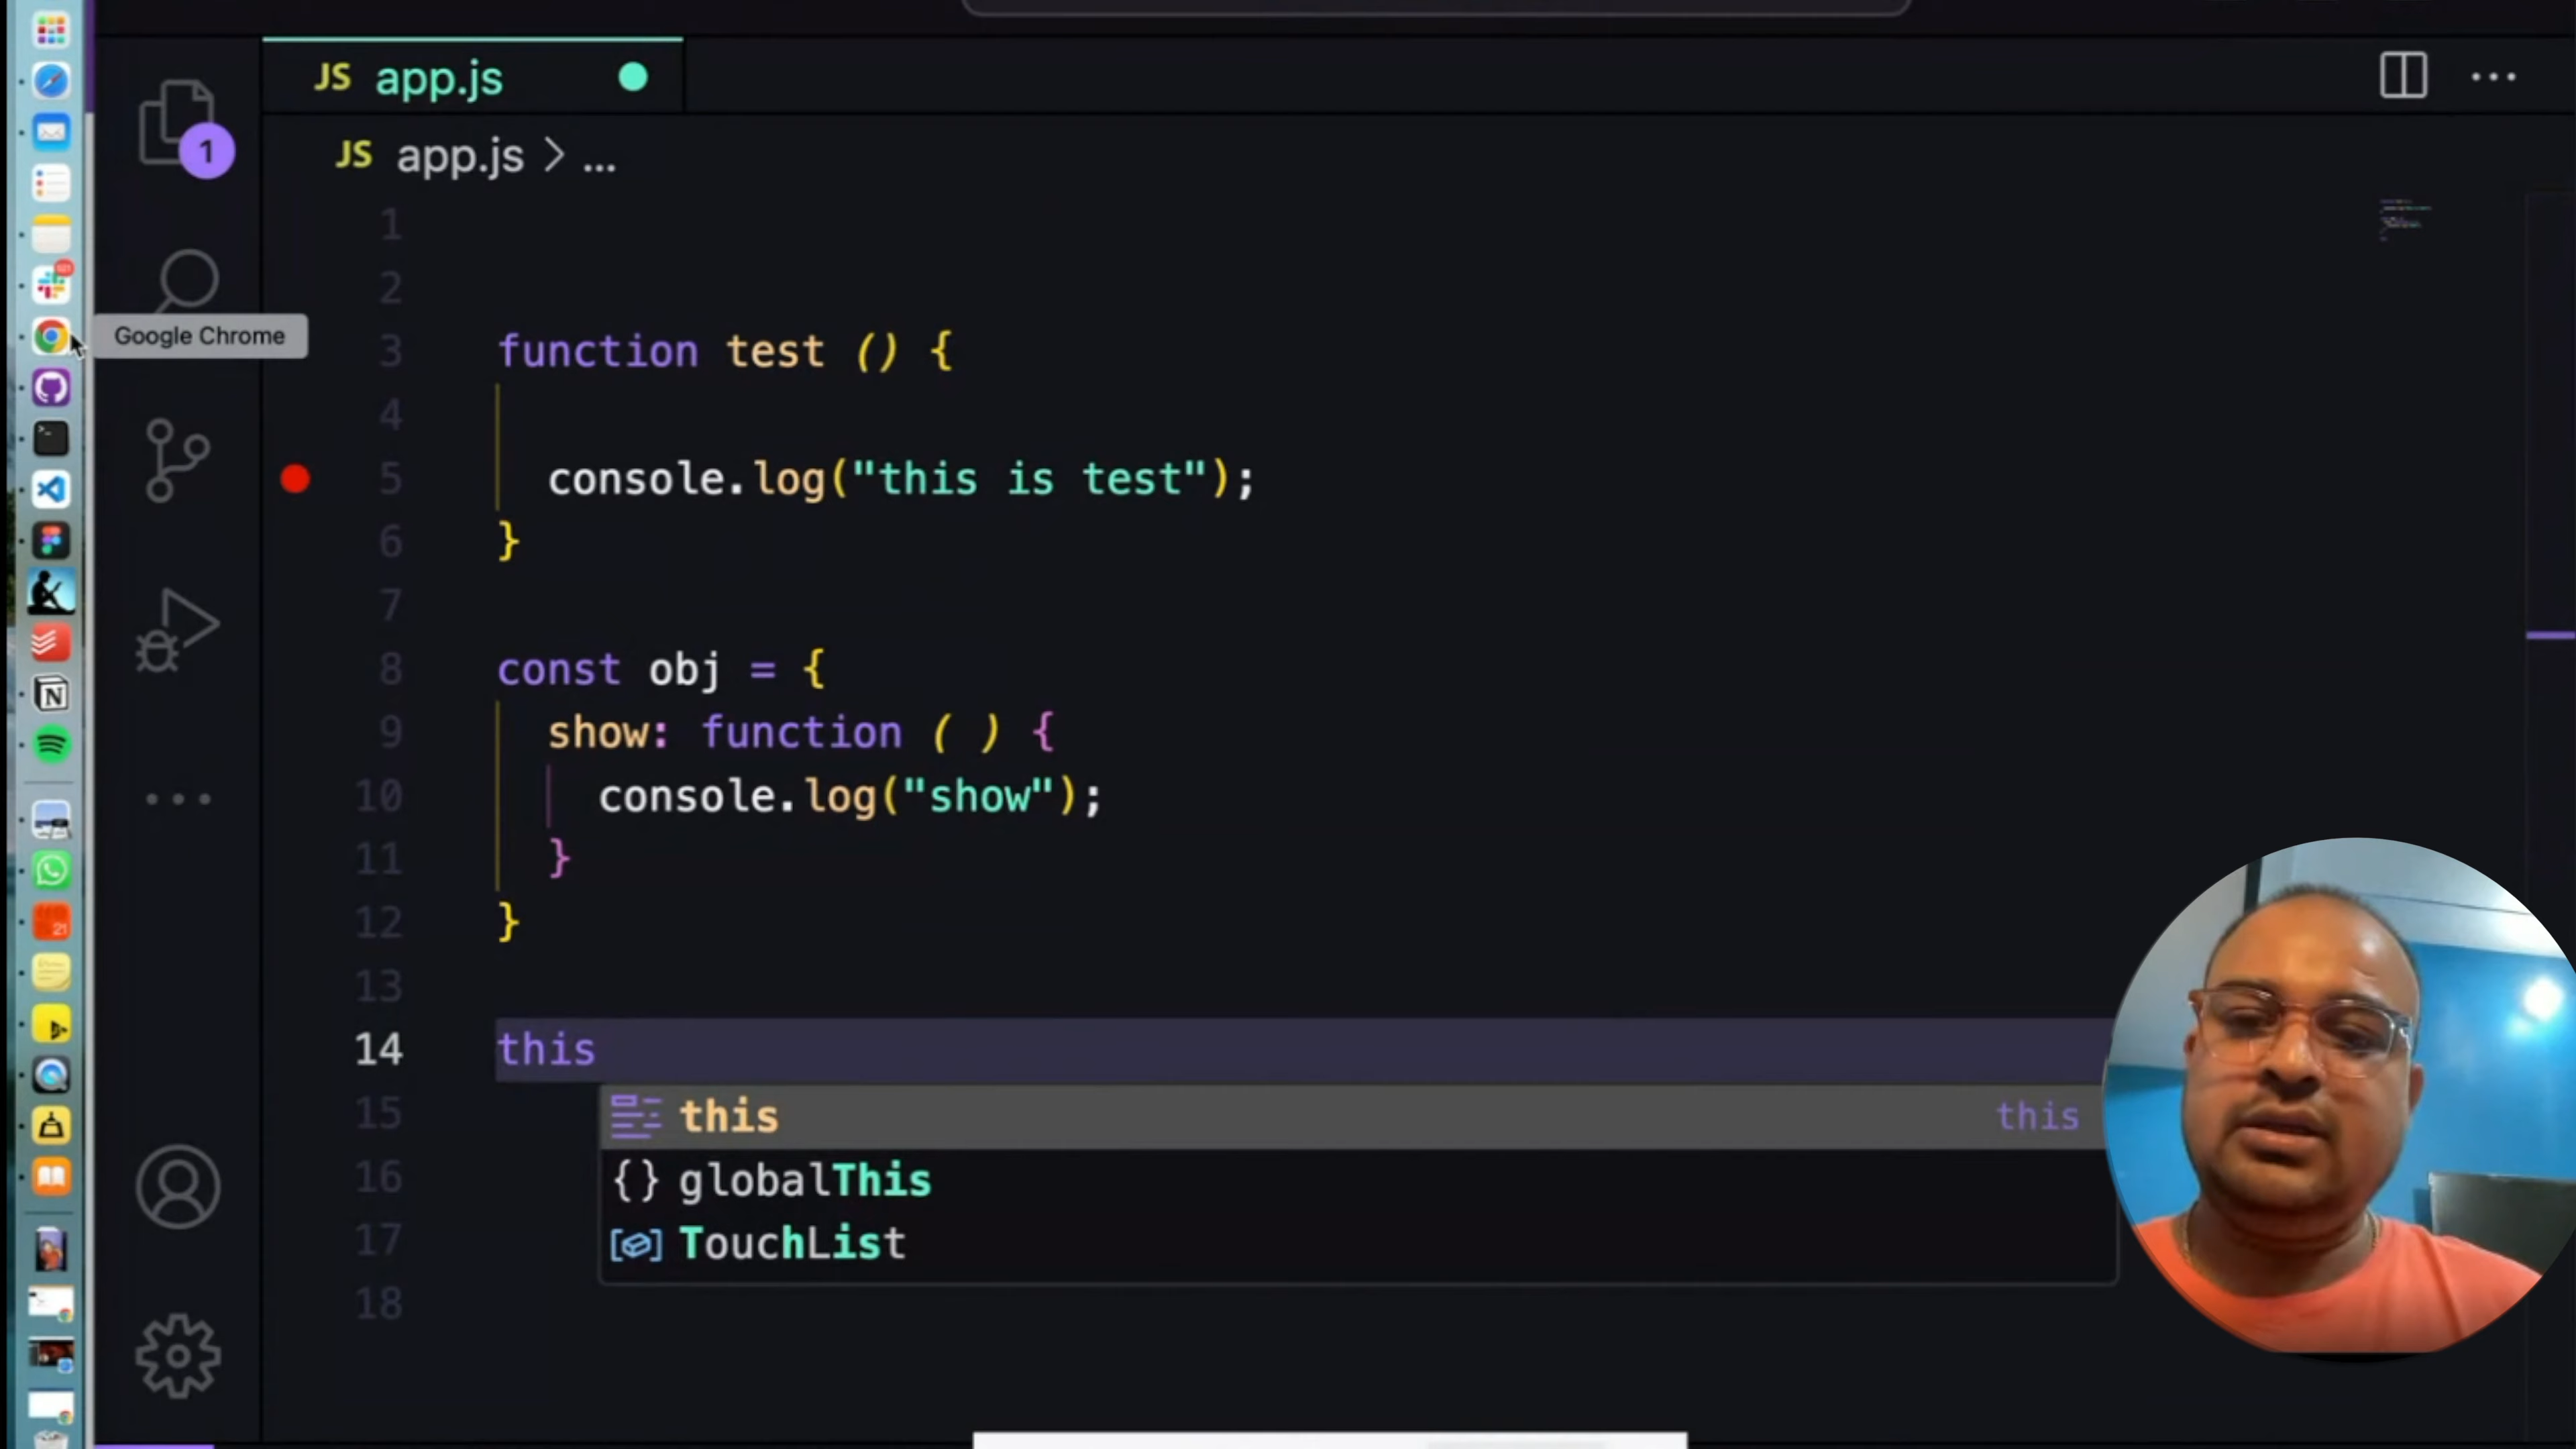 JS app.js
JS app.js > ...
1
1
2
Google Chrome
3 function test () {
4
5 console.log("this is test");
6 }
7
8 const obj = {
9 show: function ( ) {
10 console.log("show");
11 }
12 }
13
14 this
15 this this
16 {} globalThis
17 TouchList
18
21